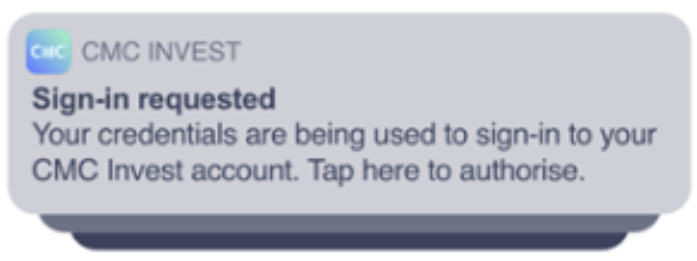 CMC CMC INVEST
Sign-in requested
Your credentials are being used to sign-in to your
CMC Invest account. Tap here to authorise.